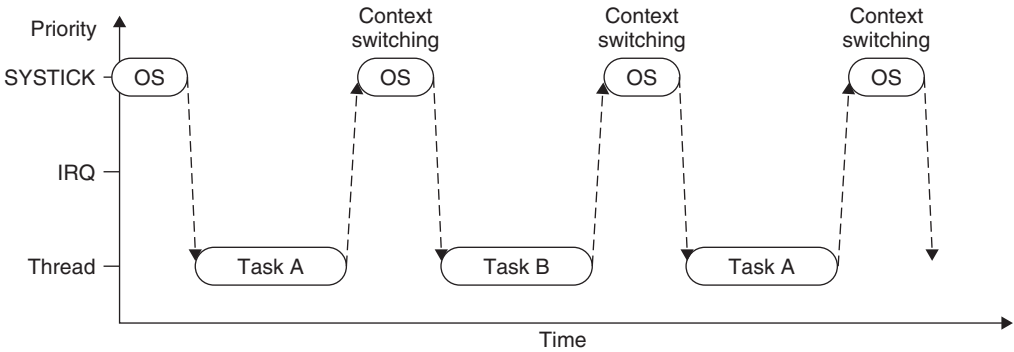 Priority
Context
switching
Context
switching
Context
switching
SYSTICK
OS
OS
OS
OS
IRQ
Thread
Task A
Task B
Task A
Time